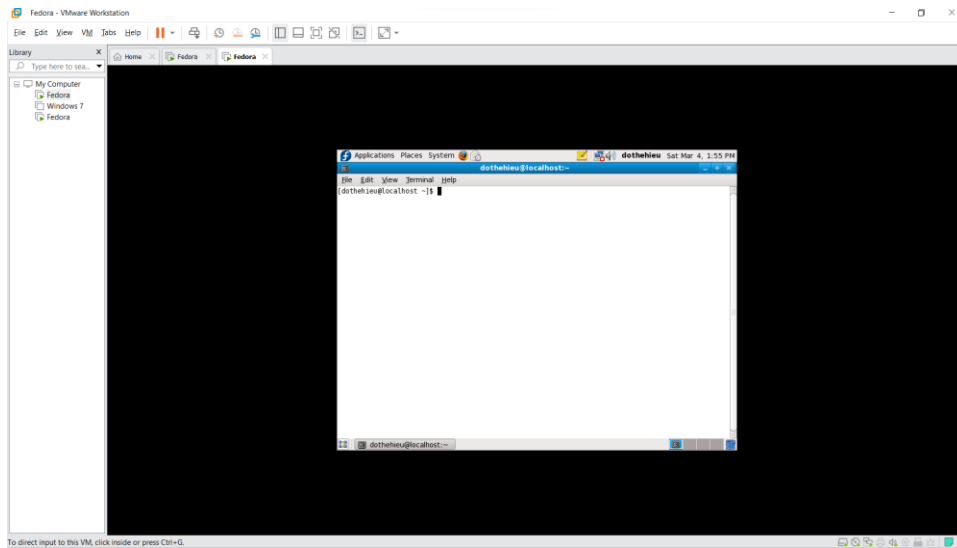 Fedora - VMware Workstation
File Edit View VM Tabs Help
Library
Type here to sea...
My Computer
Fedora
Windows 7
Fedora
Home
Fedora
Fedora
Applications Places System
dothehieu Sat Mar 4, 1:55 PM
dothehieu@localhost:~
File Edit View Terminal Help
[dothehieu@localhost ~]$
dothehieu@localhost:~
To direct input to this VM, click inside or press Ctrl+G.